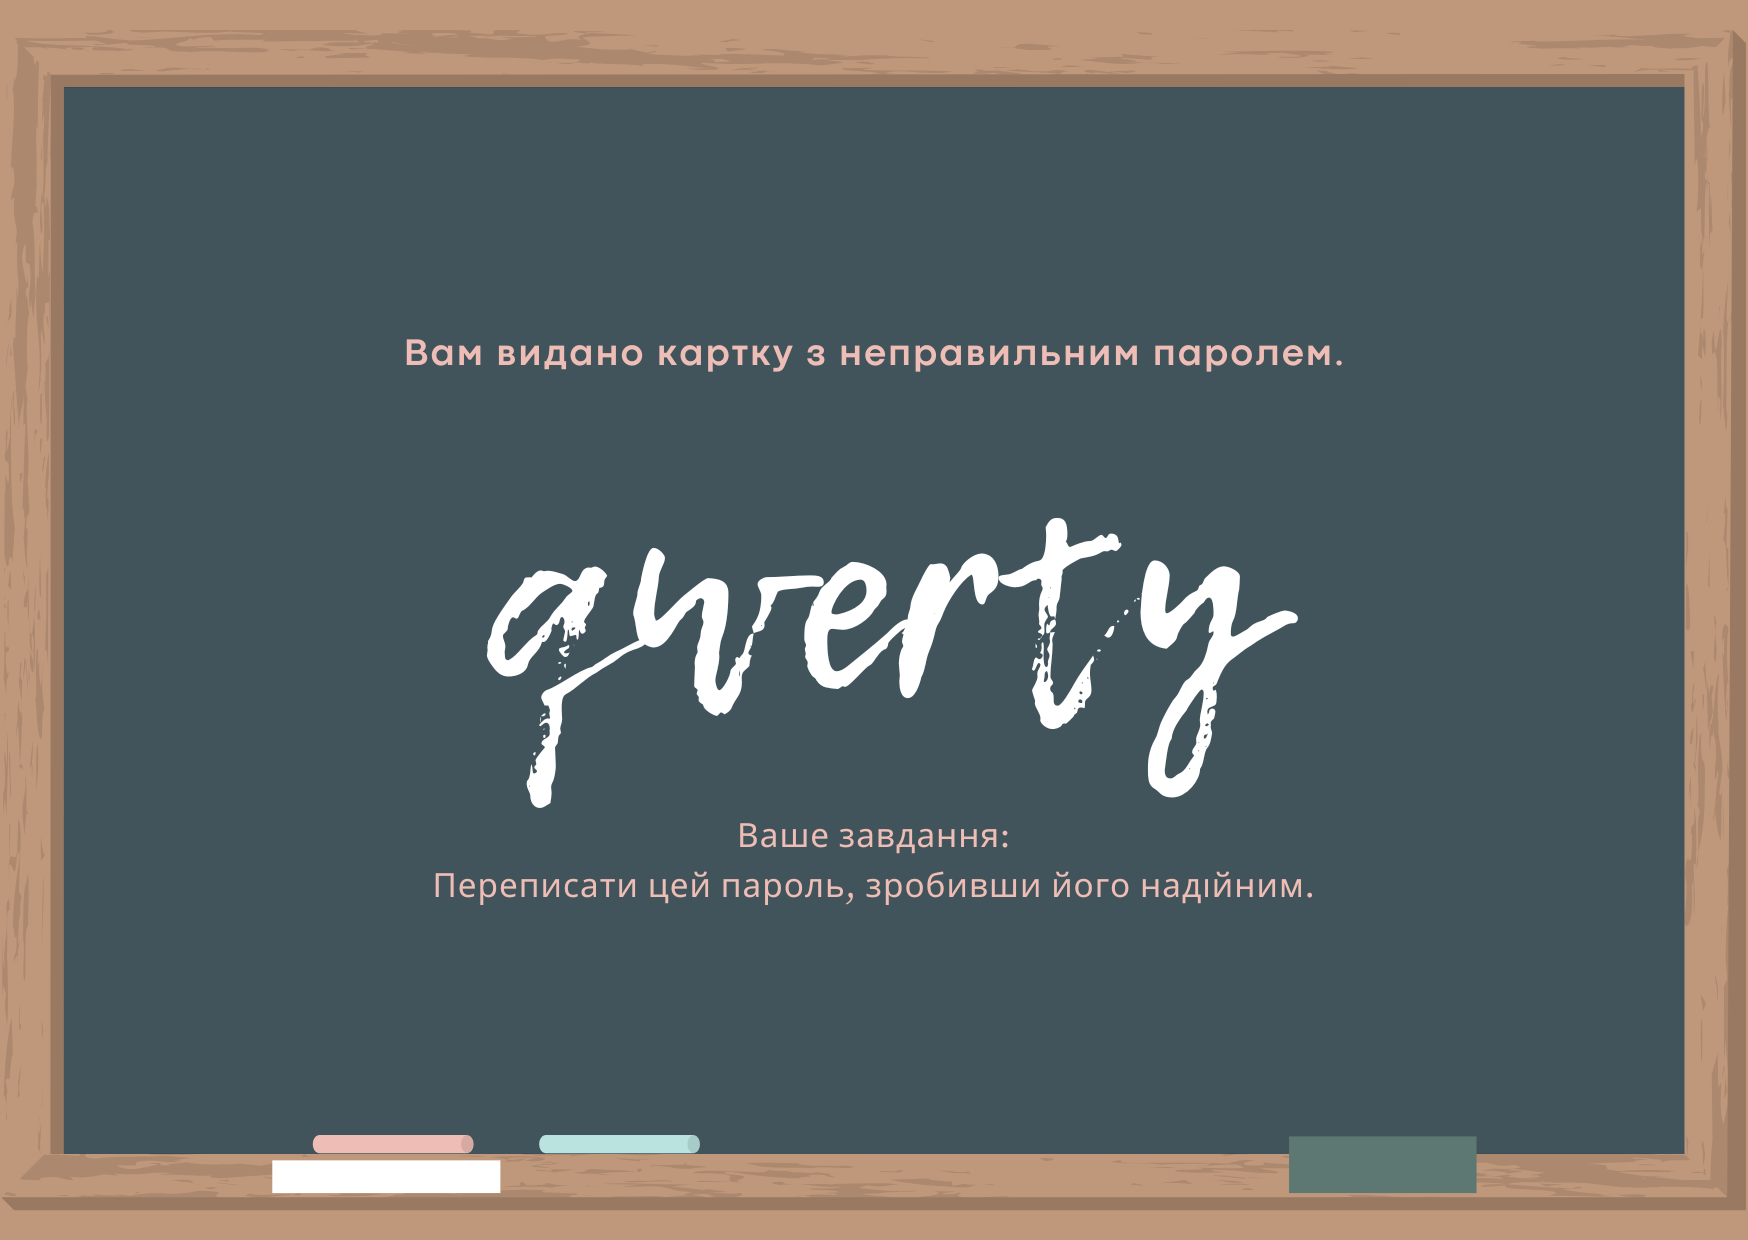 Вам видано картку з неправильним паролем.
qwerty
Ваше завдання:
Переписати цей пароль, зробивши його надійним.